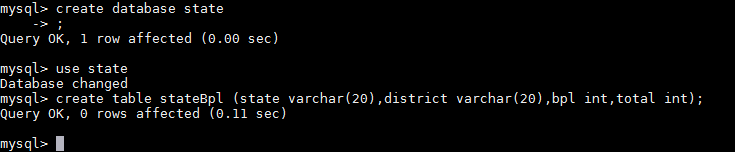 mysql> create database state
    -> ;
Query OK, 1 row affected (0.00 sec)
mysql> use state
Database changed
mysql> create table stateBpl (state varchar(20),district varchar(20),bpl int,total int);
Query OK, 0 rows affected (0.11 sec)
mysql>